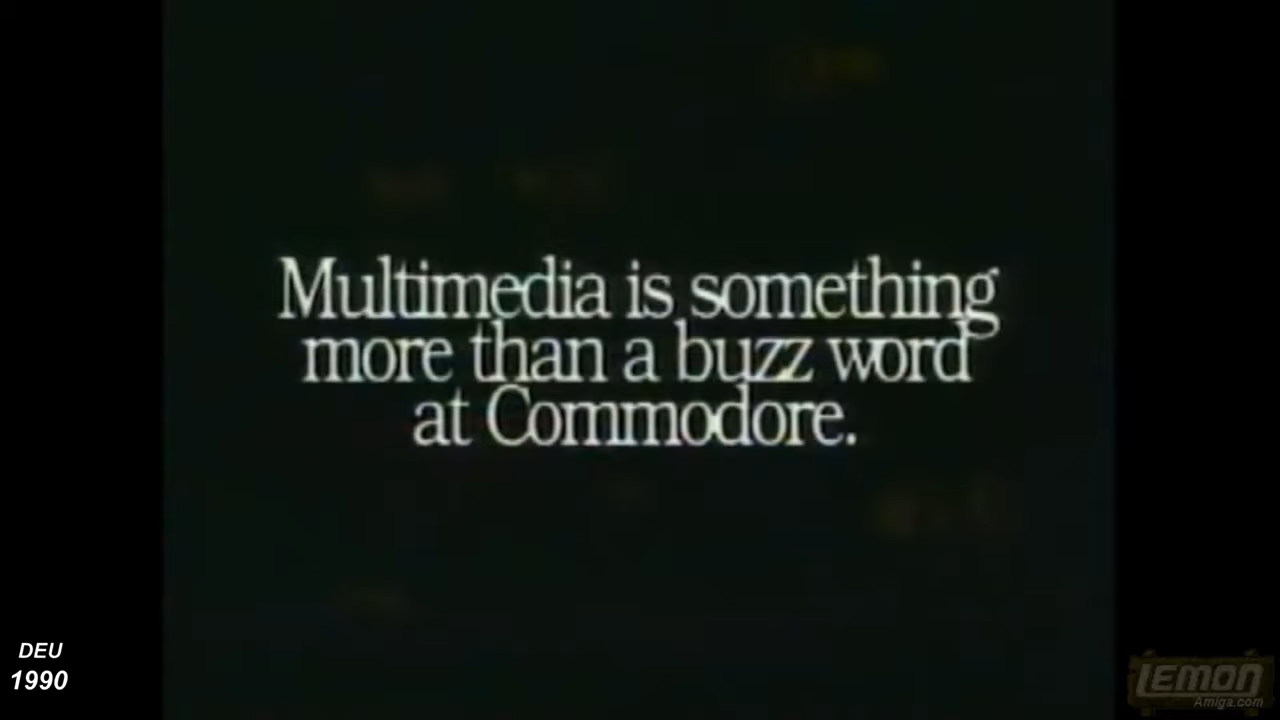 Multimedia is something
more than a buzz word
at Commodore.
DEU
1990
LEMON
Amiga.com